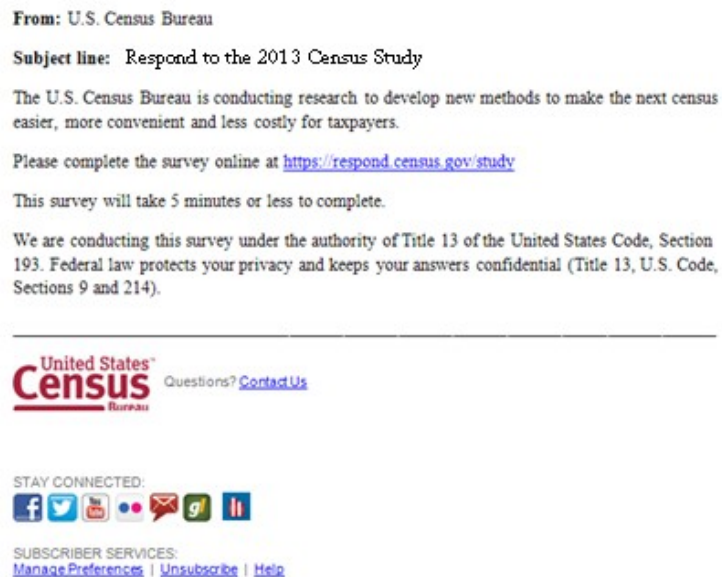 From: U.S. Census Bureau
Subject line: Respond to the 2013 Census Study
The U.S. Census Bureau is conducting research to develop new methods to make the next census
easier, more convenient and less costly for taxpayers.
Please complete the survey online at https://respond.census.gov/study
This survey will take 5 minutes or less to complete.
We are conducting this survey under the authority of Title 13 of the United States Code, Section
193. Federal law protects your privacy and keeps your answers confidential (Title 13, U.S. Code,
Sections 9 and 214).
United States™
Census
Bureau
Questions? Contact Us
STAY CONNECTED:
f You Tube g/
SUBSCRIBER SERVICES:
Manage Preferences | Unsubscribe | Help